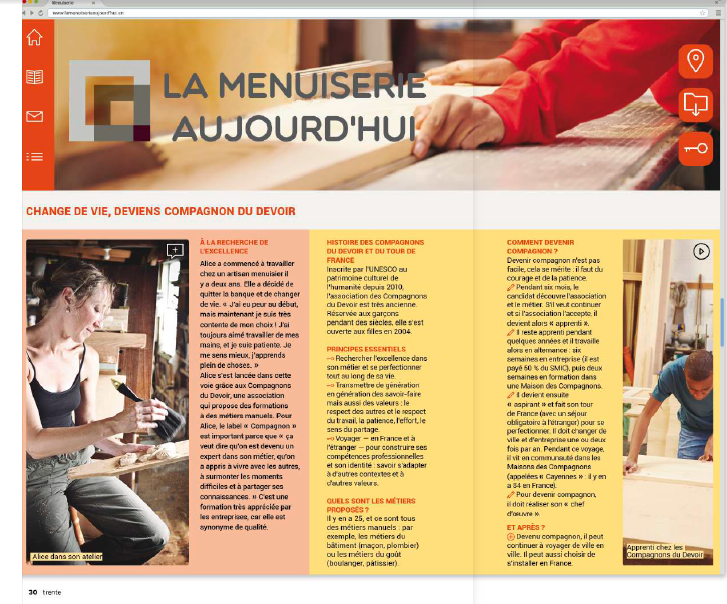 Menuiserie
www.lamenuiserieaujourdhui.en
LA MENUISERIE
AUJOURD'HUI
CHANGE DE VIE, DEVIENS COMPAGNON DU DEVOIR
À LA RECHERCHE DE
L'EXCELLENCE
Alice a commencé à travailler
chez un artisan menuisier il
y a deux ans. Elle a décidé de
quitter la banque et de changer
de vie. « J'ai eu peur au début,
mais maintenant je suis très
contente de mon choix ! J'ai
toujours aimé travailler de mes
mains, et je suis patiente. Je
me sens mieux, j'apprends
plein de choses. »
Alice s'est lancée dans cette
voie grâce aux Compagnons
du Devoir, une association
qui propose des formations
à des métiers manuels. Pour
Alice, le label « Compagnon »
est important parce que « ça
veut dire qu'on est devenu un
expert dans son métier, qu'on
a appris à vivre avec les autres,
à surmonter les moments
difficiles et à partager ses
connaissances. » C'est une
formation très appréciée par
les entreprises, car elle est
synonyme de qualité.
Alice dans son atelier
HISTOIRE DES COMPAGNONS
DU DEVOIR ET DU TOUR DE
FRANCE
Inscrite par l'UNESCO au
patrimoine culturel de
l'humanité depuis 2010,
l'association des Compagnons
du Devoir est très ancienne.
Réservée aux garçons
pendant des siècles, elle s'est
ouverte aux filles en 2004.
PRINCIPES ESSENTIELS
Rechercher l'excellence dans
son métier et se perfectionner
tout au long de sa vie.
Transmettre de génération
en génération des savoir-faire
mais aussi des valeurs : le
respect des autres et le respect
du travail, la patience, l'effort, le
sens du partage.
Voyager — en France et à
l'étranger — pour construire ses
compétences professionnelles
et son identité : savoir s'adapter
à d'autres contextes et à
d'autres valeurs.
QUELS SONT LES MÉTIERS
PROPOSÉS ?
Il y en a 25, et ce sont tous
des métiers manuels : par
exemple, les métiers du
bâtiment (maçon, plombier)
ou les métiers du goût
(boulanger, pâtissier).
COMMENT DEVENIR
COMPAGNON ?
Devenir compagnon n'est pas
facile, cela se mérite : il faut du
courage et de la patience.
Pendant six mois, le
candidat découvre l'association
et le métier. S'il veut continuer
et si l'association l'accepte, il
devient alors « apprenti ».
Il reste apprenti pendant
quelques années et il travaille
alors en alternance : six
semaines en entreprise (il est
payé 50 % du SMIC), puis deux
semaines en formation dans
une Maison des Compagnons.
Il devient ensuite
« aspirant » et fait son tour
de France (avec un séjour
obligatoire à l'étranger) pour se
perfectionner. Il doit changer de
ville et d'entreprise une ou deux
fois par an. Pendant ce voyage,
il vit en communauté dans les
Maisons des Compagnons
(appelées « Cayennes » : il y en
a 34 en France).
Pour devenir compagnon,
il doit réaliser son « chef
d'œuvre ».
ET APRÈS ?
Devenu compagnon, il peut
continuer à voyager de ville en
ville. Il peut aussi choisir de
s'installer en France.
Apprenti chez les
Compagnons du Devoir
30 trente